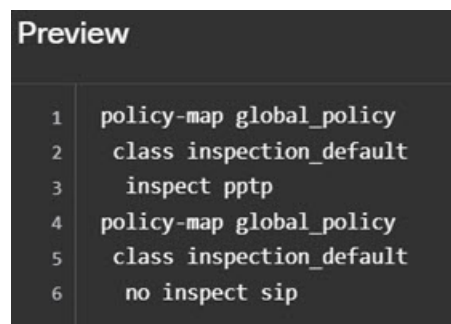 Preview
1 policy-map global_policy
2 class inspection_default
3 inspect pptp
4 policy-map global_policy
5 class inspection_default
6 no inspect sip